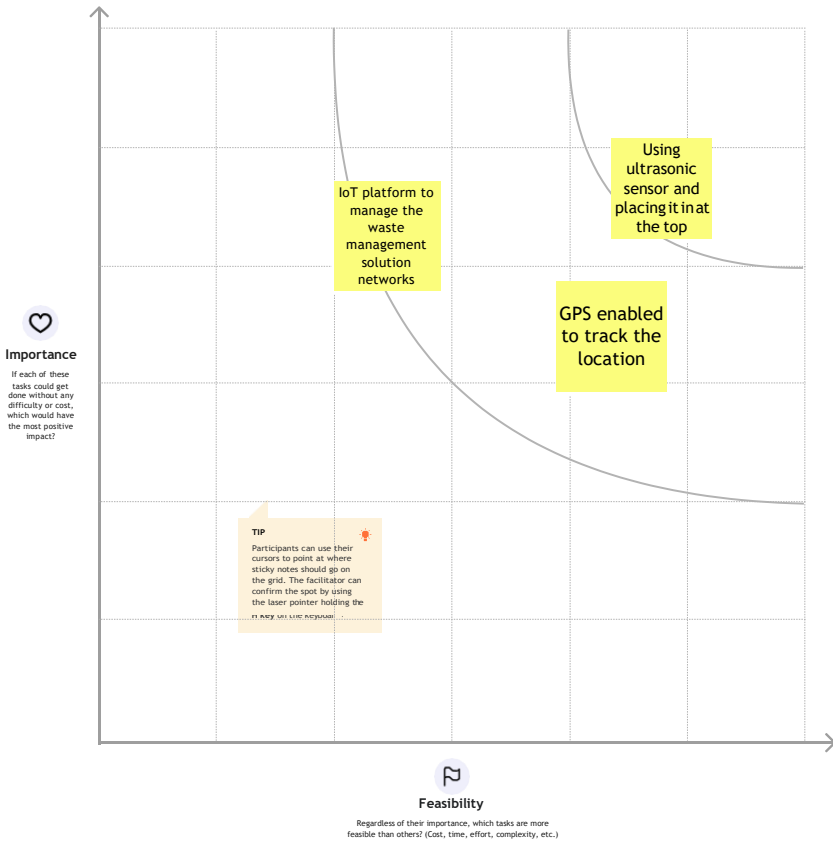 Using
ultrasonic
sensor and
placing it in at
the top
IoT platform to
manage the
waste
management
solution
networks
GPS enabled
to track the
location
Importance
If each of these
tasks could get
done without any
difficulty or cost,
which would have
the most positive
impact?
TIP
Participants can use their
cursors to point at where
sticky notes should go on
the grid. The facilitator can
confirm the spot by using
the laser pointer holding the
H key on the keyboar
Feasibility
Regardless of their importance, which tasks are more
feasible than others? (Cost, time, effort, complexity, etc.)